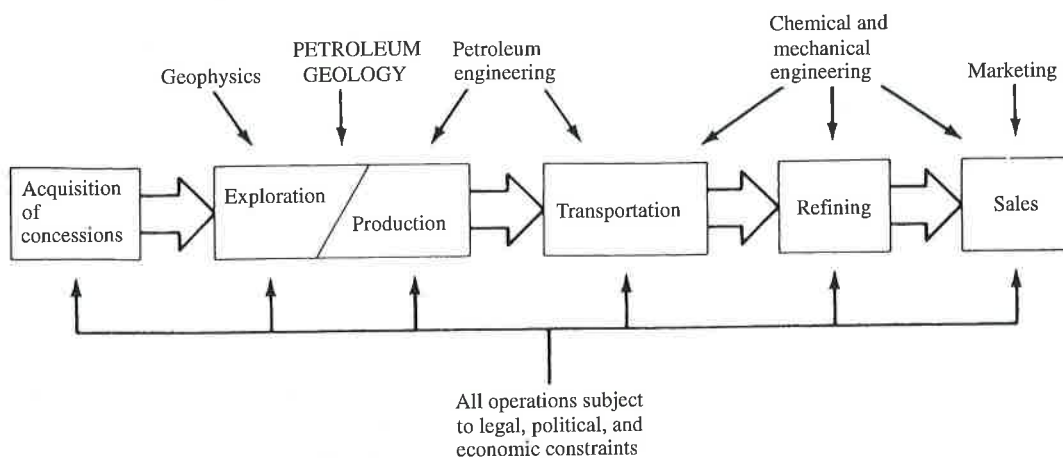 Geophysics
PETROLEUM
GEOLOGY
Petroleum
engineering
Chemical and
mechanical
engineering
Marketing
Acquisition
of
concessions
Exploration
Production
Transportation
Refining
Sales
All operations subject
to legal, political, and
economic constraints